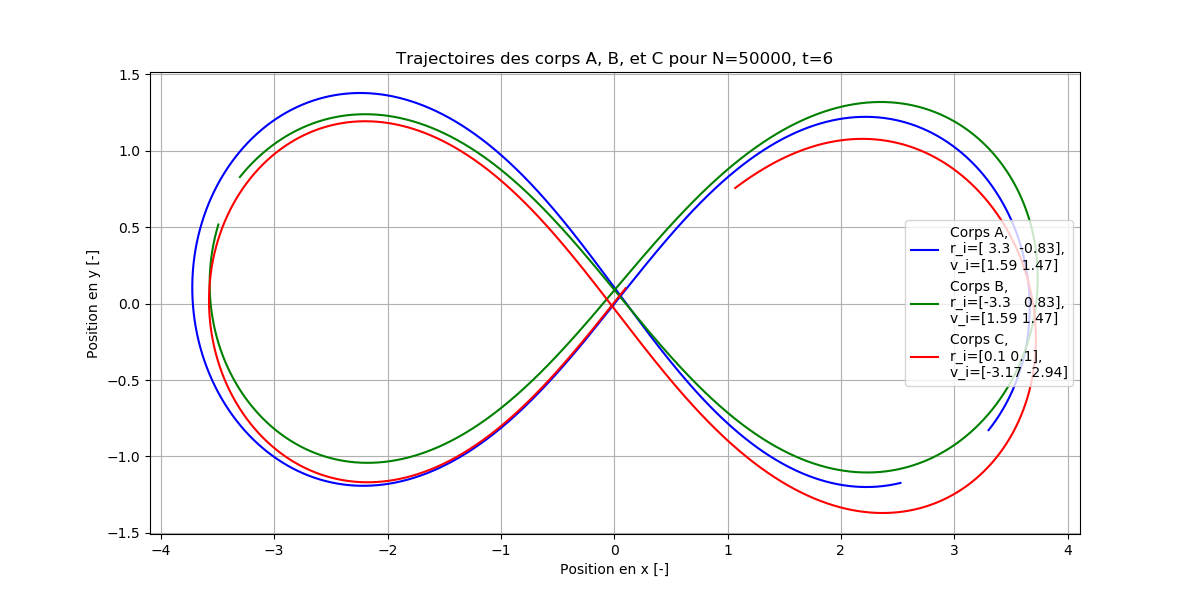 Trajectoires des corps A, B, et C pour N=50000, t=6
Position en y [-]
1.5
1.0
0.5
0.0
−0.5
−1.0
−1.5
Corps A,
r_i=[ 3.3  -0.83],
v_i=[1.59 1.47]
Corps B,
r_i=[-3.3   0.83],
v_i=[1.59 1.47]
Corps C,
r_i=[0.1 0.1],
v_i=[-3.17 -2.94]
−4
−3
−2
−1
0
1
2
3
4
Position en x [-]